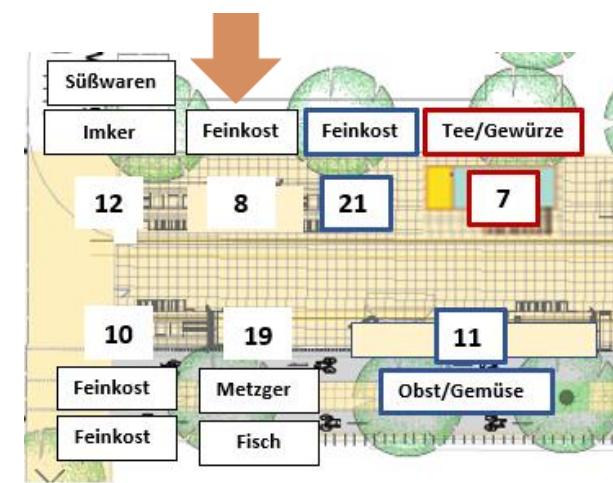 Süßwaren
Imker
Feinkost
Feinkost
Tee/Gewürze
12
8
21
7
10
19
11
Feinkost
Metzger
Obst/Gemüse
Feinkost
Fisch